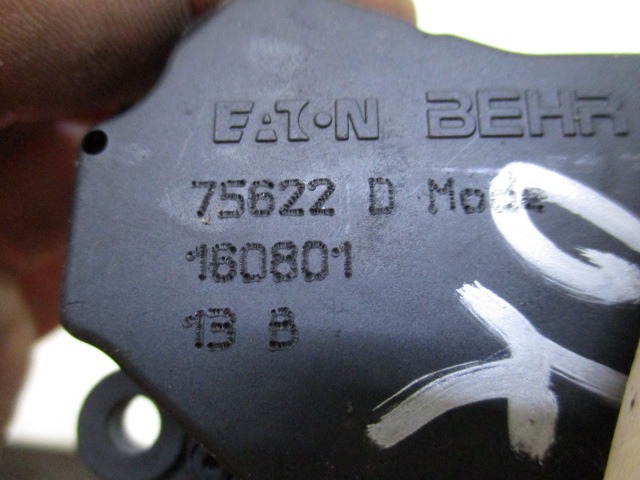 EATON BEHR
75622 D Mode
160801
13 B